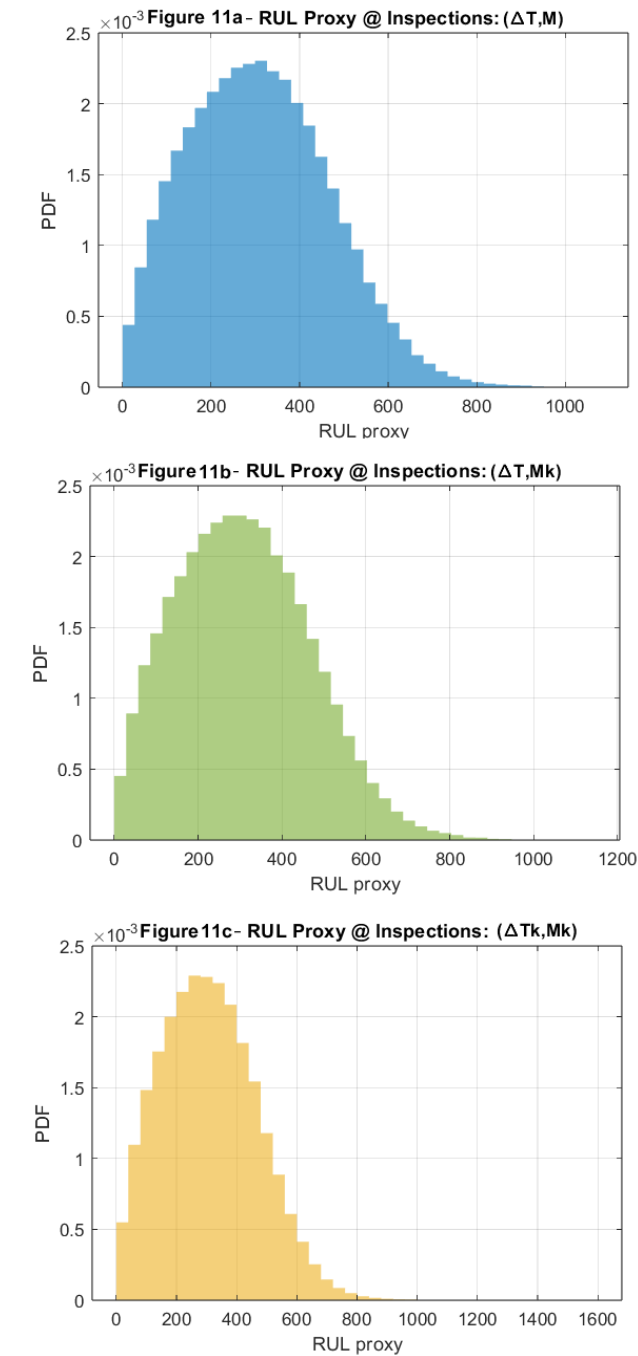 ×10-3 Figure 11a - RUL Proxy @ Inspections: (ΔT,M)
2.5
2
1.5
1
0.5
0
PDF
0 200 400 600 800 1000
RUL proxy
×10-3 Figure 11b - RUL Proxy @ Inspections: (ΔT,Mk)
2.5
2
1.5
1
0.5
0
PDF
0 200 400 600 800 1000 1200
RUL proxy
×10-3 Figure 11c - RUL Proxy @ Inspections: (ΔTk,Mk)
2.5
2
1.5
1
0.5
0
PDF
0 200 400 600 800 1000 1200 1400 1600
RUL proxy